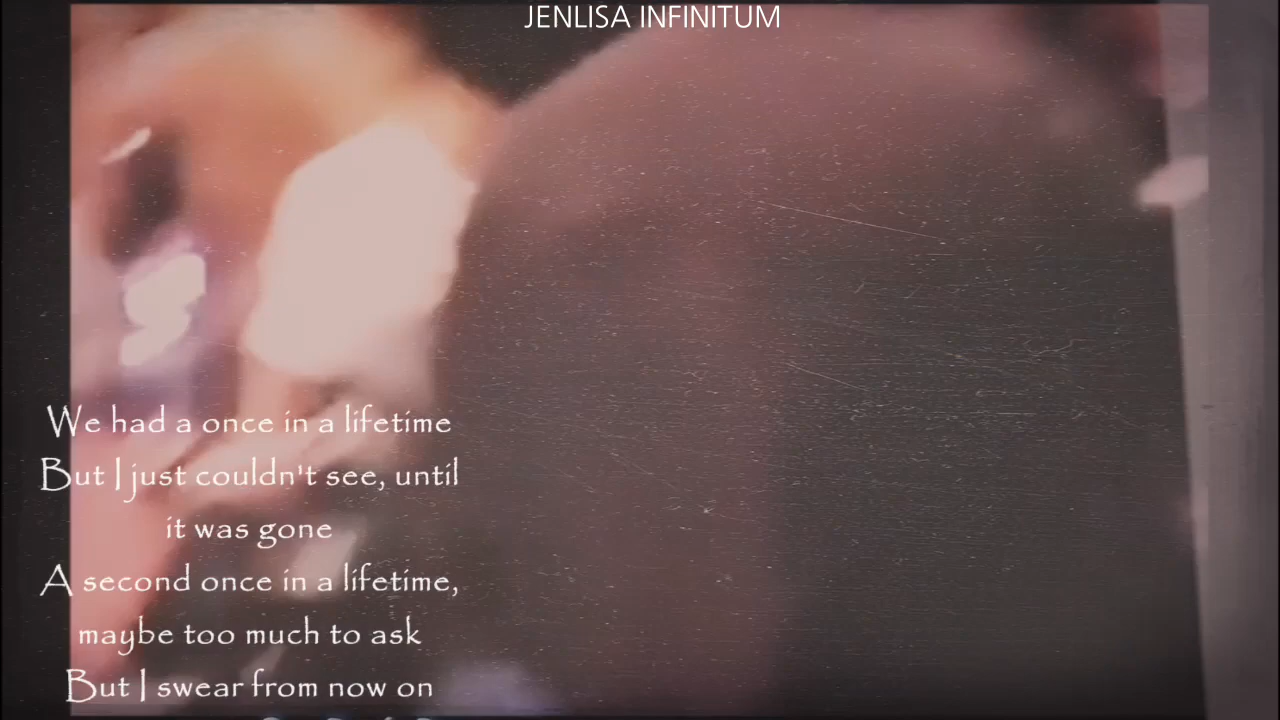 JENLISA INFINITUM
We had a once in a lifetime
But I just couldn't see, until
it was gone
A second once in a lifetime,
maybe too much to ask
But I swear from now on